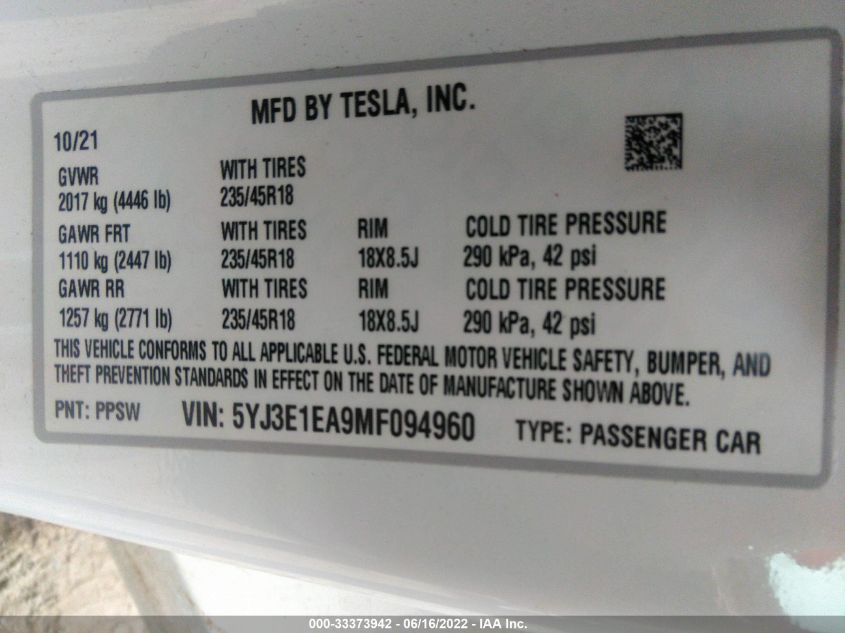 MFD BY TESLA, INC.
10/21
GVWR WITH TIRES
2017 kg (4446 lb) 235/45R18
GAWR FRT WITH TIRES RIM COLD TIRE PRESSURE
1110 kg (2447 lb) 235/45R18 18X8.5J 290 kPa, 42 psi
GAWR RR WITH TIRES RIM COLD TIRE PRESSURE
1257 kg (2771 lb) 235/45R18 18X8.5J 290 kPa, 42 psi
THIS VEHICLE CONFORMS TO ALL APPLICABLE U.S. FEDERAL MOTOR VEHICLE SAFETY, BUMPER, AND
THEFT PREVENTION STANDARDS IN EFFECT ON THE DATE OF MANUFACTURE SHOWN ABOVE.
PNT: PPSW VIN: 5YJ3E1EA9MF094960 TYPE: PASSENGER CAR
000-33373942 - 06/16/2022 - IAA Inc.